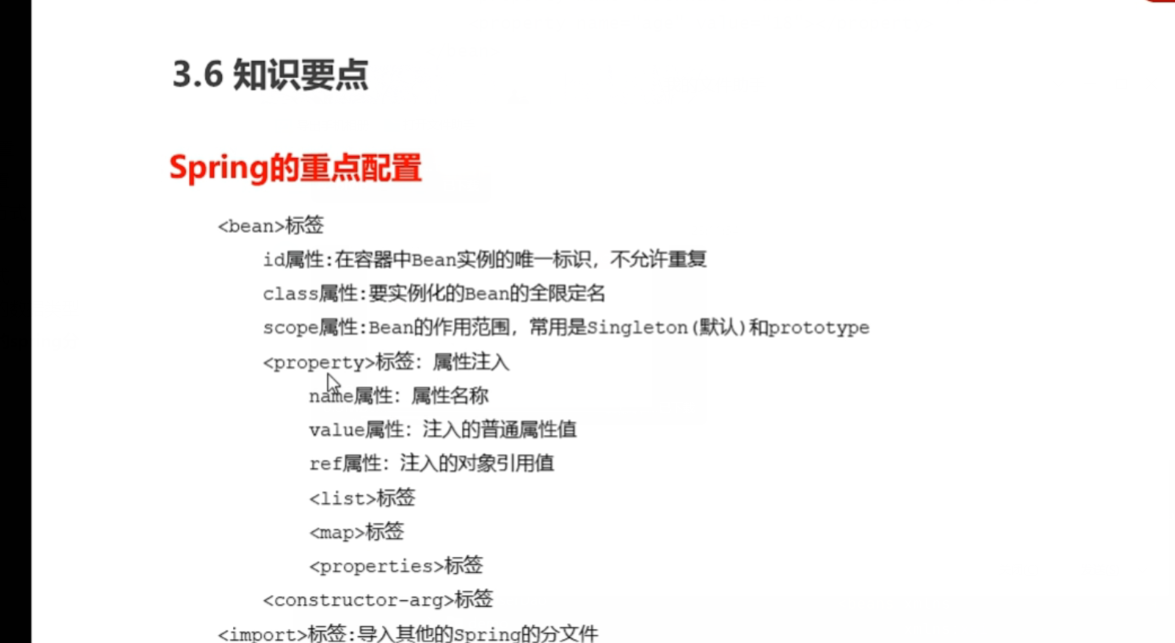 3.6 知识要点
Spring的重点配置
<bean>标签
id属性:在容器中Bean实例的唯一标识，不允许重复
class属性:要实例化的Bean的全限定名
scope属性:Bean的作用范围，常用是Singleton(默认)和prototype
<property>标签：属性注入
name属性：属性名称
value属性：注入的普通属性值
ref属性：注入的对象引用值
<list>标签
<map>标签
<properties>标签
<constructor-arg>标签
<import>标签:导入其他的Spring的分文件